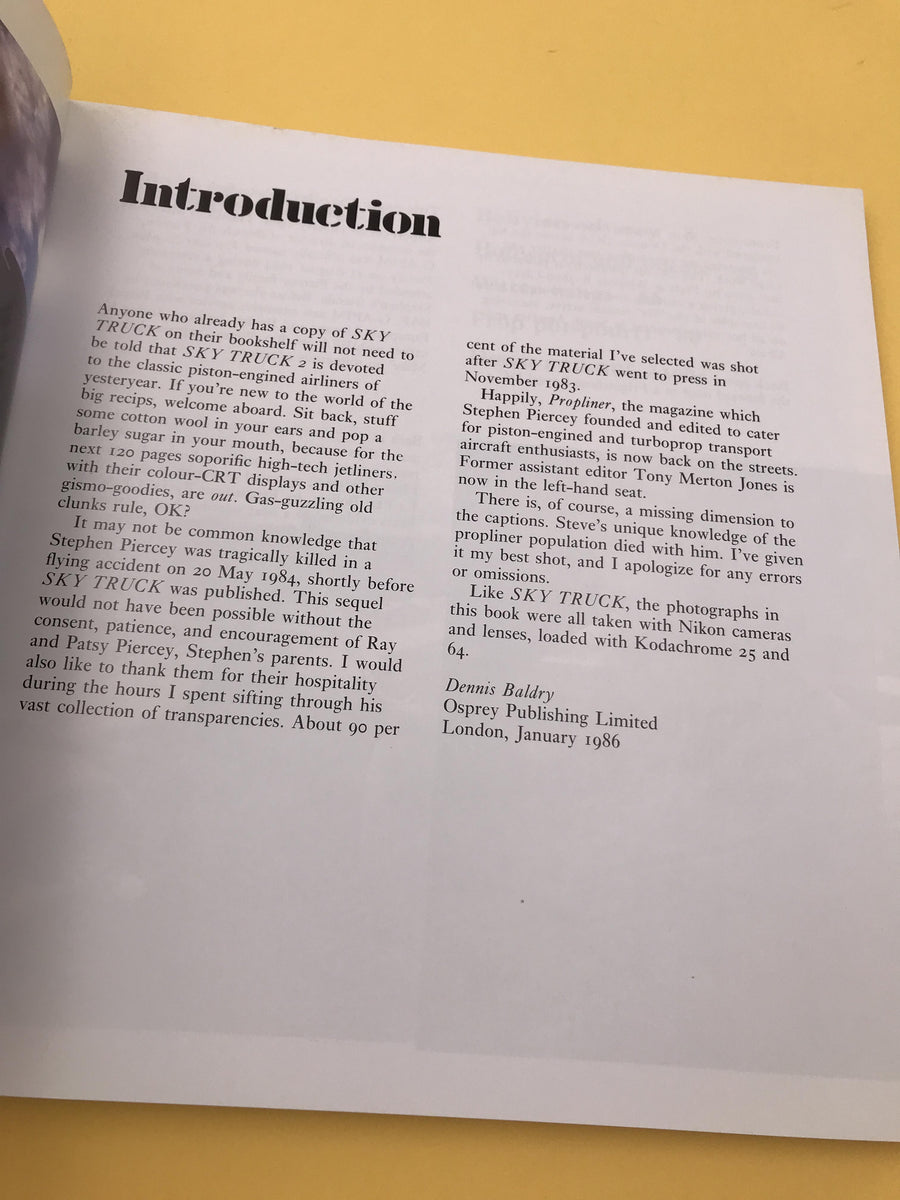 Introduction
Anyone who already has a copy of SKY
TRUCK on their bookshelf will not need to
be told that SKY TRUCK 2 is devoted
to the classic piston-engined airliners of
yesteryear. If you're new to the world of the
big recips, welcome aboard. Sit back, stuff
some cotton wool in your ears and pop a
barley sugar in your mouth, because for the
next 120 pages soporific high-tech jetliners,
with their colour-CRT displays and other
gismo-goodies, are out. Gas-guzzling old
clunks rule, OK?
It may not be common knowledge that
Stephen Piercey was tragically killed in a
flying accident on 20 May 1984, shortly before
SKY TRUCK was published. This sequel
would not have been possible without the
consent, patience, and encouragement of Ray
and Patsy Piercey, Stephen's parents. I would
also like to thank them for their hospitality
during the hours I spent sifting through his
vast collection of transparencies. About 90 per
cent of the material I've selected was shot
after SKY TRUCK went to press in
November 1983.
Happily, Propliner, the magazine which
Stephen Piercey founded and edited to cater
for piston-engined and turboprop transport
aircraft enthusiasts, is now back on the streets.
Former assistant editor Tony Merton Jones is
now in the left-hand seat.
There is, of course, a missing dimension to
the captions. Steve's unique knowledge of the
propliner population died with him. I've given
it my best shot, and I apologize for any errors
or omissions.
Like SKY TRUCK, the photographs in
this book were all taken with Nikon cameras
and lenses, loaded with Kodachrome 25 and
64.
Dennis Baldry
Osprey Publishing Limited
London, January 1986